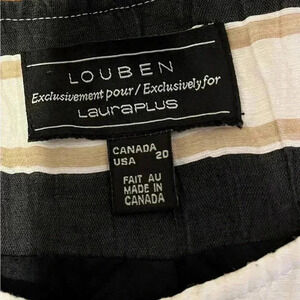 LOUBEN
Exclusivement pour/Exclusively for
LauraPLUS
CANADA
USA 20
FAIT AU
MADE IN
CANADA